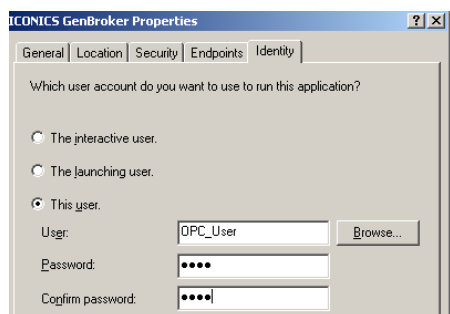 ICONICS GenBroker Properties
General Location Security Endpoints Identity
Which user account do you want to use to run this application?
The interactive user.
The launching user.
This user.
User: OPC_User Browse...
Password: ●●●●
Confirm password: ●●●●